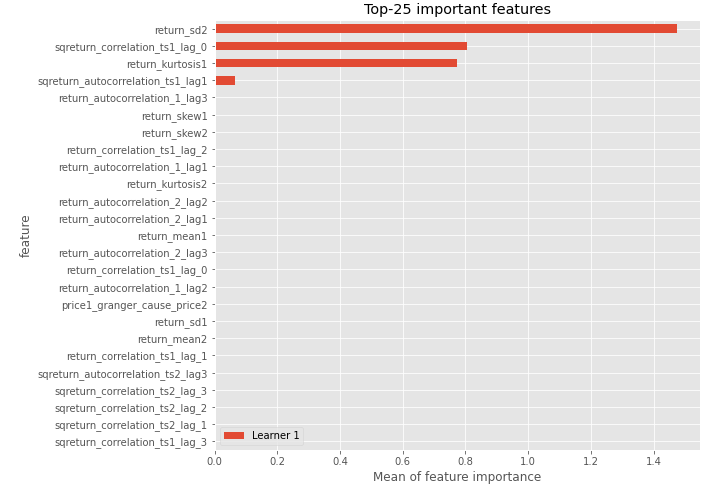 Top-25 important features
return_sd2
sqreturn_correlation_ts1_lag_0
return_kurtosis1
sqreturn_autocorrelation_ts1_lag1
return_autocorrelation_1_lag3
return_skew1
return_skew2
return_correlation_ts1_lag_2
return_autocorrelation_1_lag1
return_kurtosis2
return_autocorrelation_2_lag2
return_autocorrelation_2_lag1
return_mean1
return_autocorrelation_2_lag3
return_correlation_ts1_lag_0
return_autocorrelation_1_lag2
price1_granger_cause_price2
return_sd1
return_mean2
return_correlation_ts1_lag_1
sqreturn_autocorrelation_ts2_lag3
sqreturn_correlation_ts2_lag_3
sqreturn_correlation_ts2_lag_2
sqreturn_correlation_ts2_lag_1
sqreturn_correlation_ts1_lag_3
feature
Learner 1
0.0 0.2 0.4 0.6 0.8 1.0 1.2 1.4
Mean of feature importance